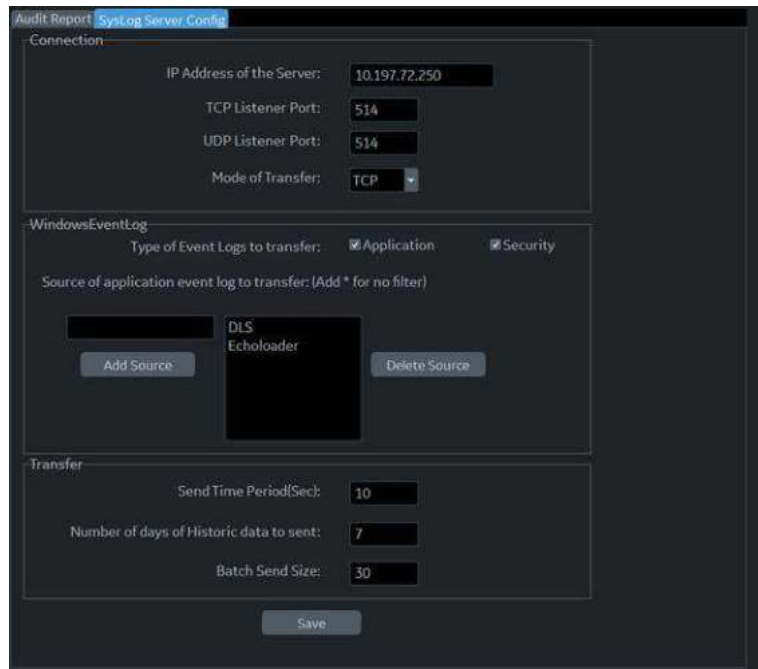 Audit Report SysLog Server Config
Connection
IP Address of the Server: 10.197.72.250
TCP Listener Port: 514
UDP Listener Port: 514
Mode of Transfer: TCP
WindowsEventLog
Type of Event Logs to transfer: Application Security
Source of application event log to transfer: (Add * for no filter)
DLS
Echoloader
Add Source Delete Source
Transfer
Send Time Period(Sec): 10
Number of days of Historic data to sent: 7
Batch Send Size: 30
Save